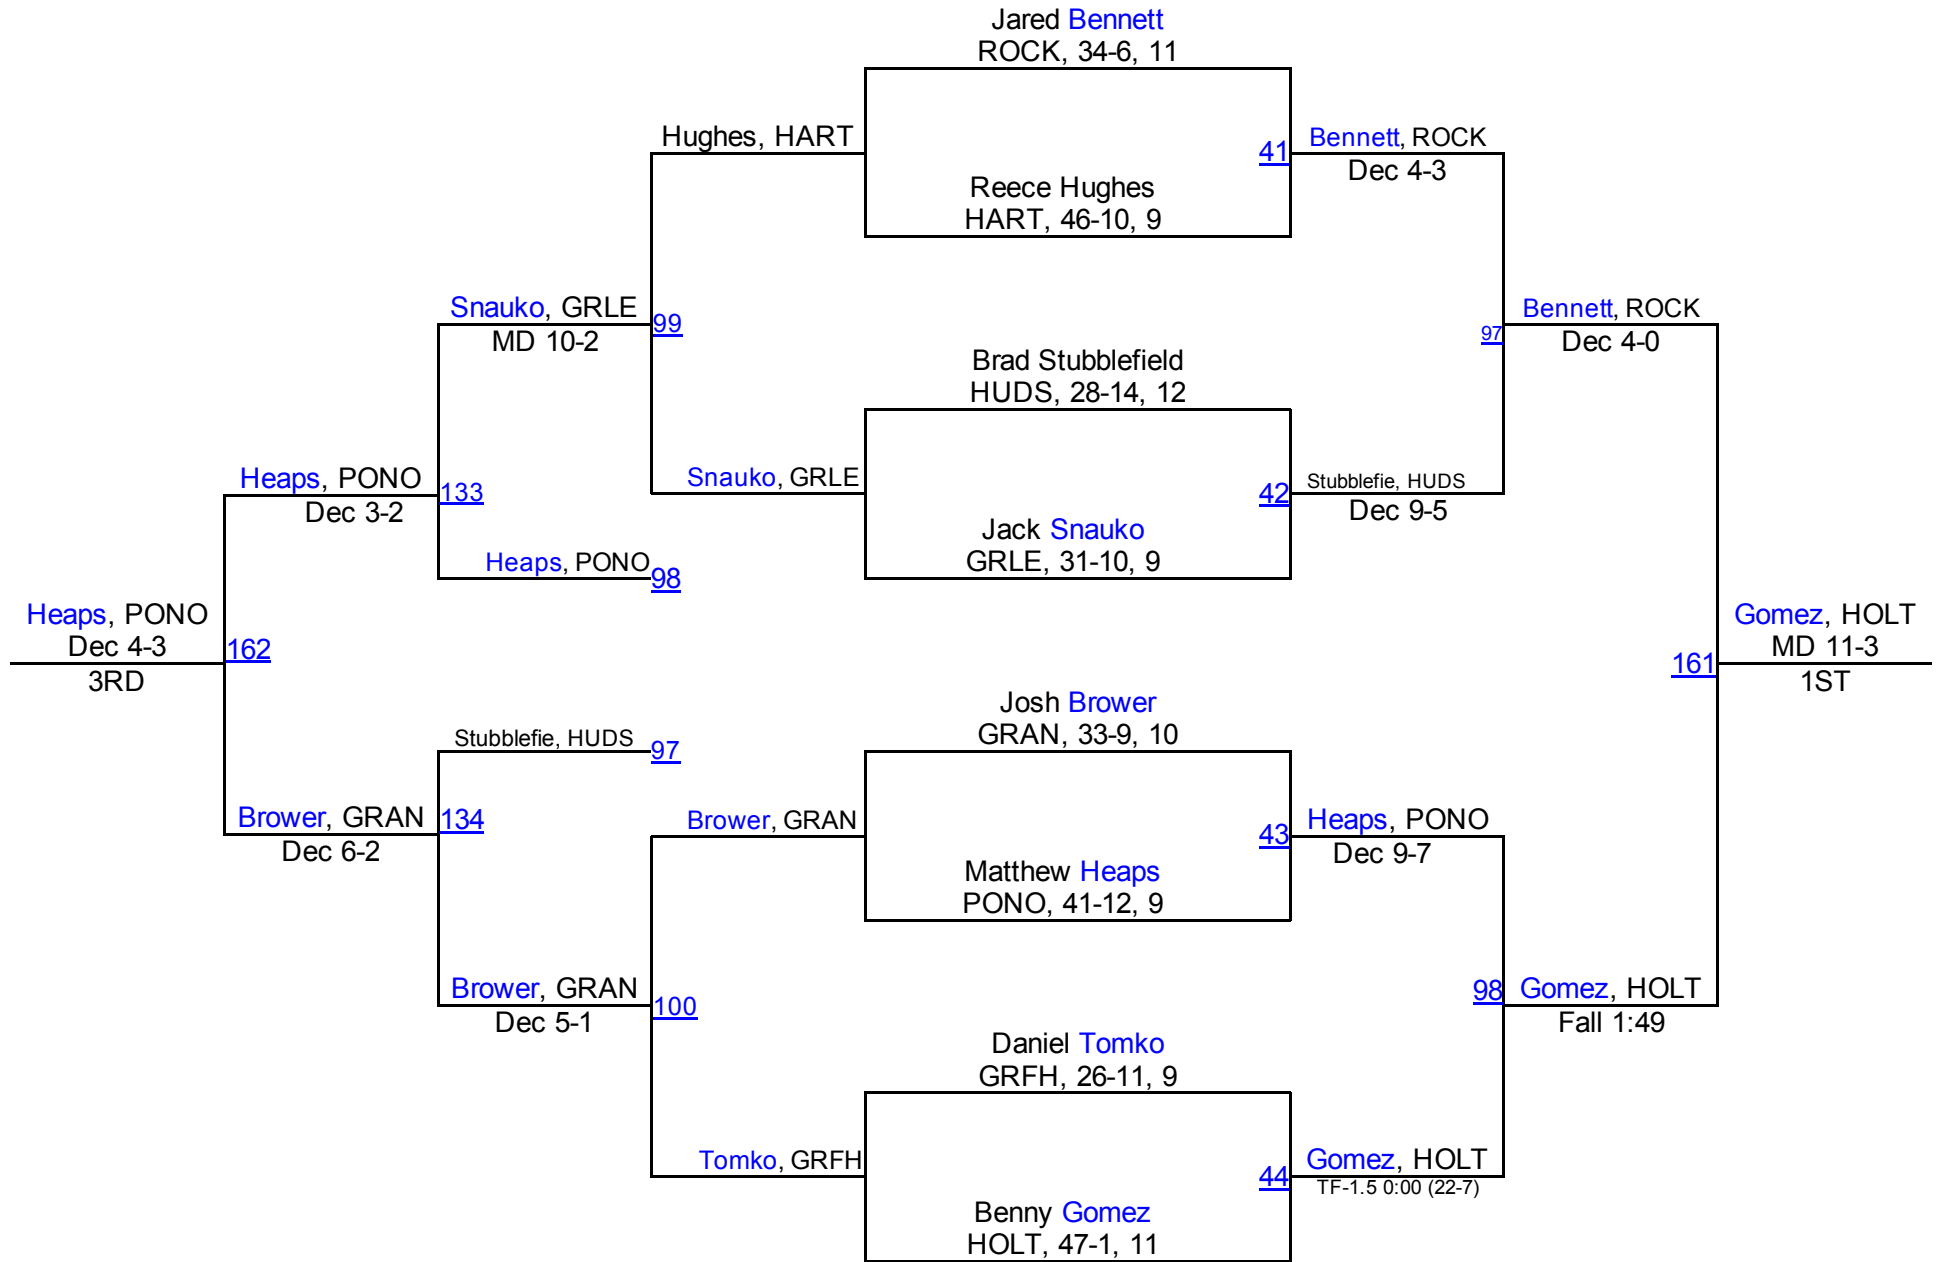 Jared Bennett
ROCK, 34-6, 11
Hughes, HART
41
Bennett, ROCK
Dec 4-3
Reece Hughes
HART, 46-10, 9
Snauko, GRLE
MD 10-2
99
97
Bennett, ROCK
Dec 4-0
Brad Stubblefield
HUDS, 28-14, 12
Heaps, PONO
Dec 3-2
133
Snauko, GRLE
42
Stubblefie, HUDS
Dec 9-5
Jack Snauko
GRLE, 31-10, 9
Heaps, PONO
98
Heaps, PONO
Dec 4-3
3RD
162
161
Gomez, HOLT
MD 11-3
1ST
Josh Brower
GRAN, 33-9, 10
Stubblefie, HUDS
97
Brower, GRAN
Dec 6-2
134
Brower, GRAN
43
Heaps, PONO
Dec 9-7
Matthew Heaps
PONO, 41-12, 9
Brower, GRAN
Dec 5-1
100
98
Gomez, HOLT
Fall 1:49
Daniel Tomko
GRFH, 26-11, 9
Tomko, GRFH
44
Gomez, HOLT
TF-1.5 0:00 (22-7)
Benny Gomez
HOLT, 47-1, 11